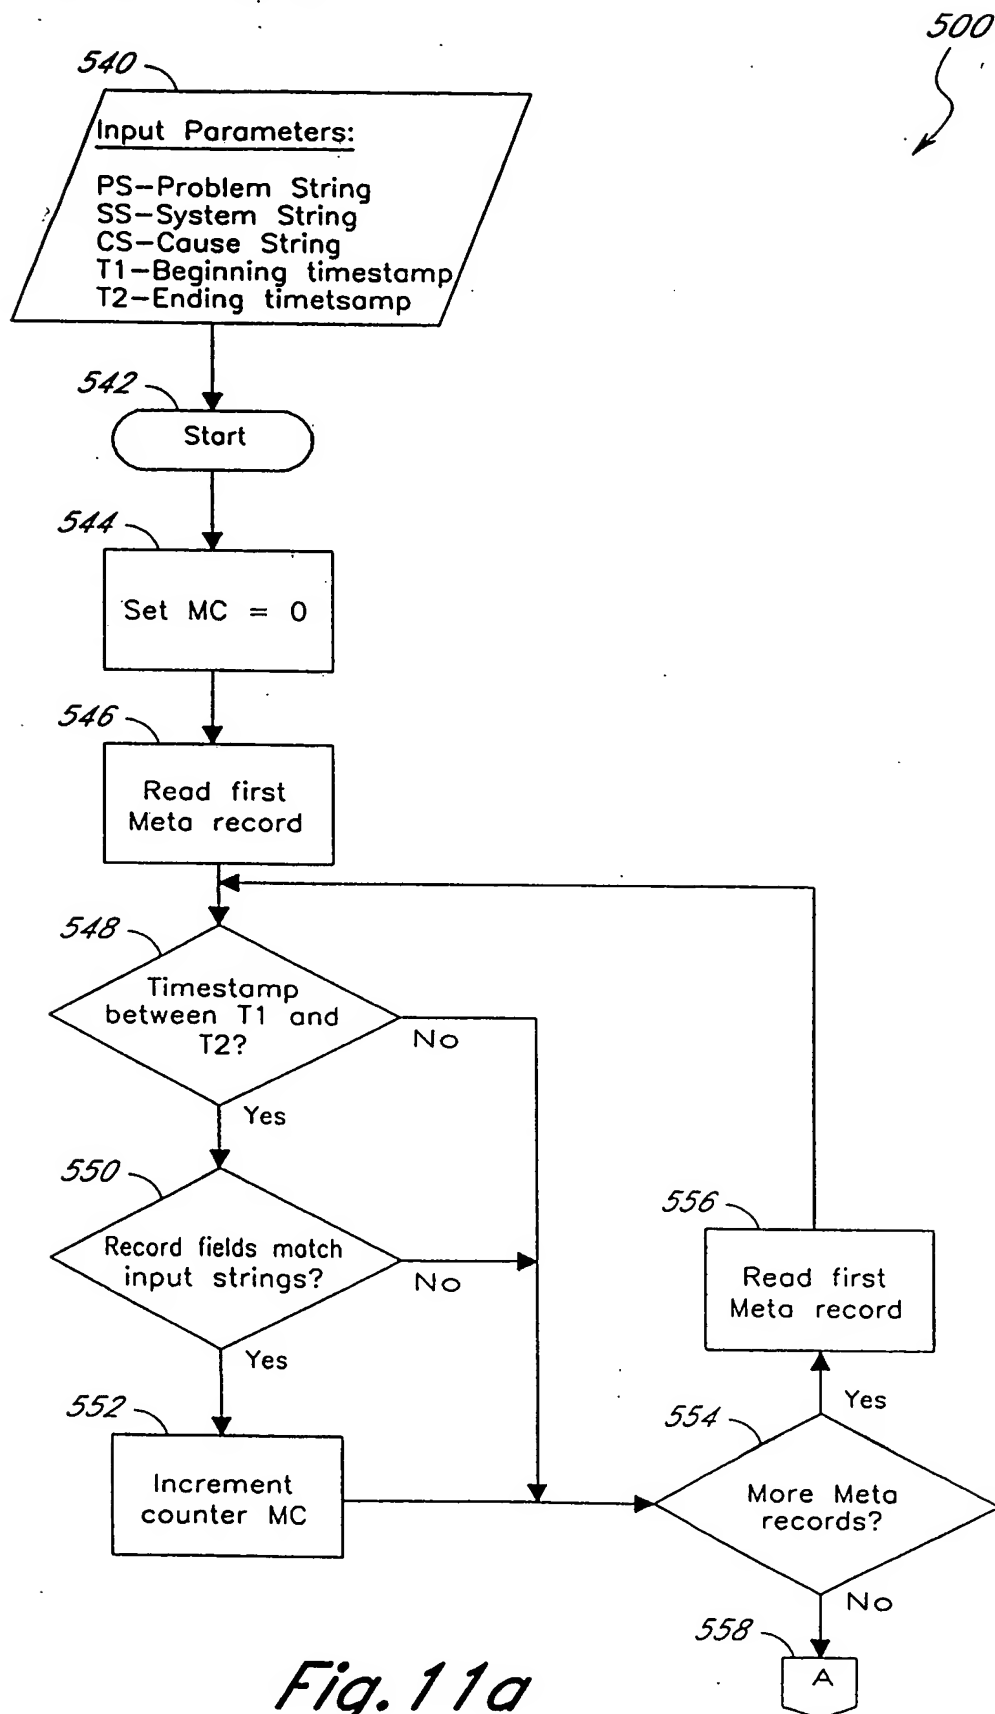 500
540
Input Parameters:
PS-Problem String
SS-System String
CS-Cause String
T1-Beginning timestamp
T2-Ending timetsamp
542
Start
544
Set MC = 0
546
Read first
Meta record
548
Timestamp
between T1 and
T2?
No
Yes
550
Record fields match
input strings?
No
Yes
552
Increment
counter MC
556
Read first
Meta record
Yes
554
More Meta
records?
No
558
A
Fig. 11a